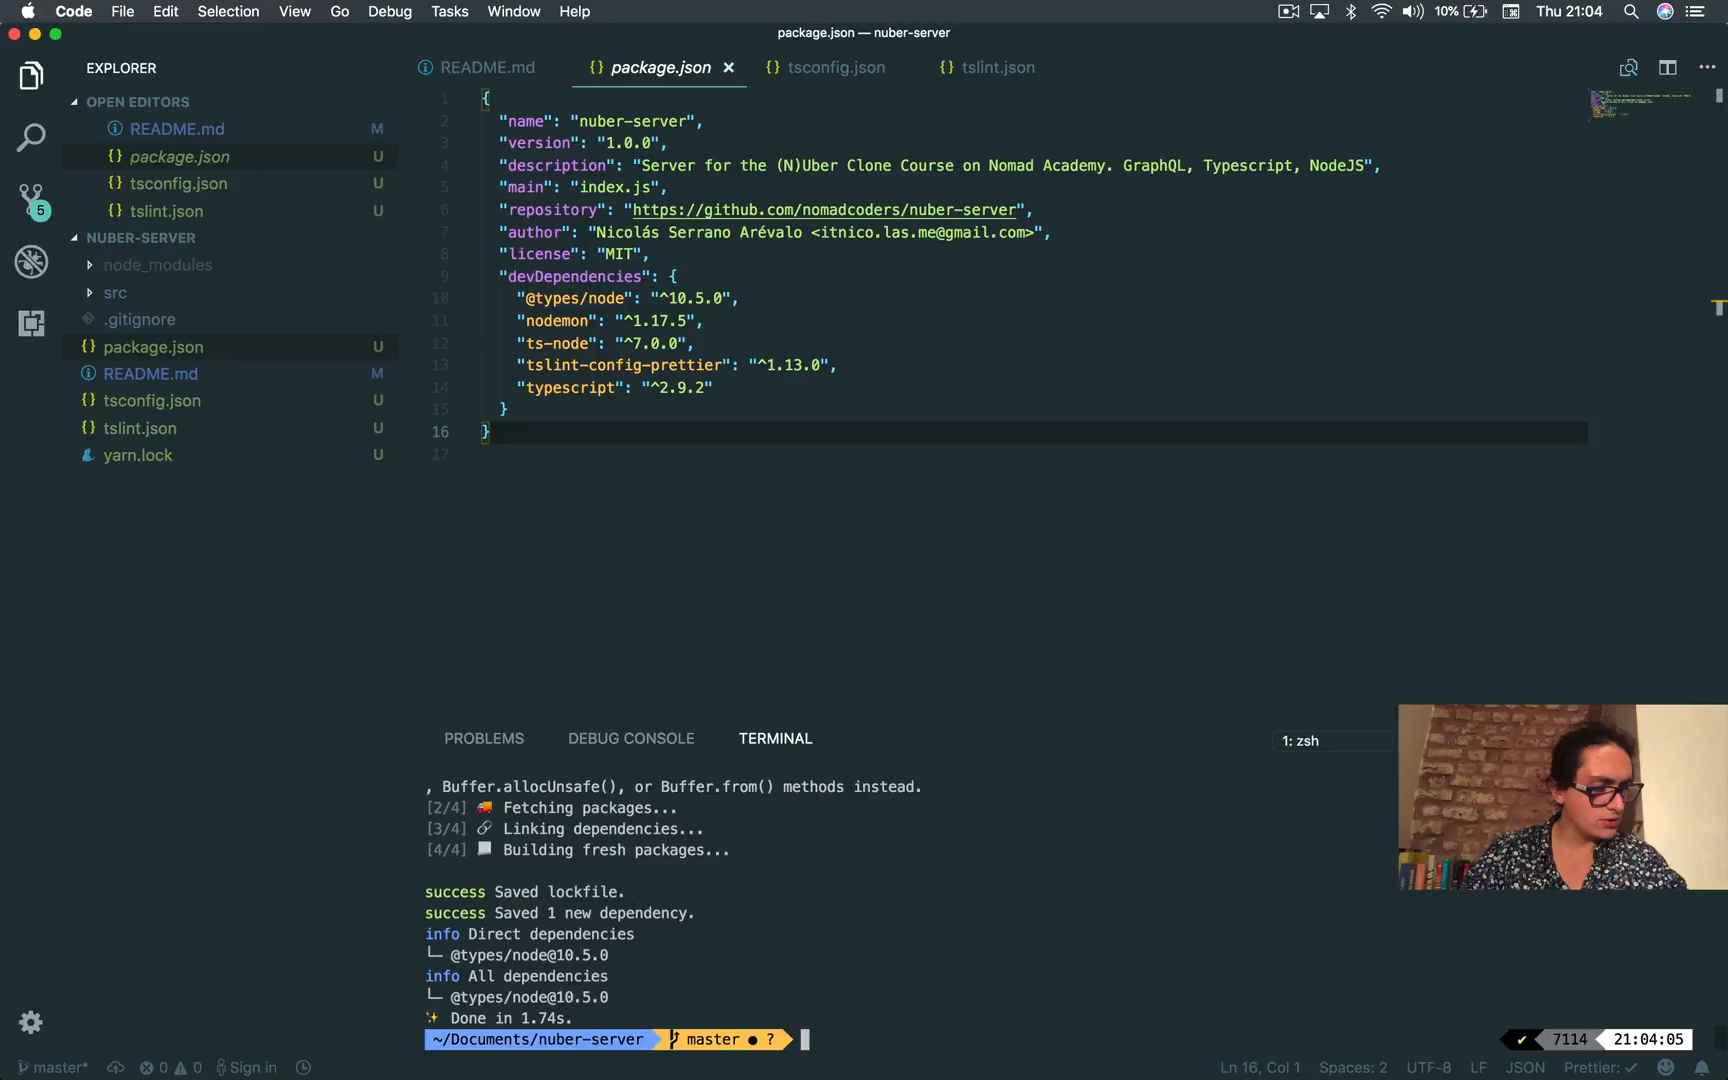 Code File Edit Selection View Go Debug Tasks Window Help 10% Thu 21:04
package.json — nuber-server
EXPLORER
OPEN EDITORS
README.md M
package.json U
tsconfig.json U
tslint.json U
NUBER-SERVER
node_modules
src
.gitignore
package.json U
README.md M
tsconfig.json U
tslint.json U
yarn.lock U
5
README.md package.json tsconfig.json tslint.json
1 {
2 "name": "nuber-server",
3 "version": "1.0.0",
4 "description": "Server for the (N)Uber Clone Course on Nomad Academy. GraphQL, Typescript, NodeJS",
5 "main": "index.js",
6 "repository": "https://github.com/nomadcoders/nuber-server",
7 "author": "Nicolás Serrano Arévalo <itnico.las.me@gmail.com>",
8 "license": "MIT",
9 "devDependencies": {
10 "@types/node": "^10.5.0",
11 "nodemon": "^1.17.5",
12 "ts-node": "^7.0.0",
13 "tslint-config-prettier": "^1.13.0",
14 "typescript": "^2.9.2"
15 }
16 }
17
PROBLEMS DEBUG CONSOLE TERMINAL 1: zsh
, Buffer.allocUnsafe(), or Buffer.from() methods instead.
[2/4] 🚚 Fetching packages...
[3/4] 🔗 Linking dependencies...
[4/4] 📃 Building fresh packages...
success Saved lockfile.
success Saved 1 new dependency.
info Direct dependencies
└─ @types/node@10.5.0
info All dependencies
└─ @types/node@10.5.0
✨ Done in 1.74s.
~/Documents/nuber-server master ● ? ✔ 7114 21:04:05
master* 0 0 Sign in Ln 16, Col 1 Spaces: 2 UTF-8 LF JSON Prettier: ✓